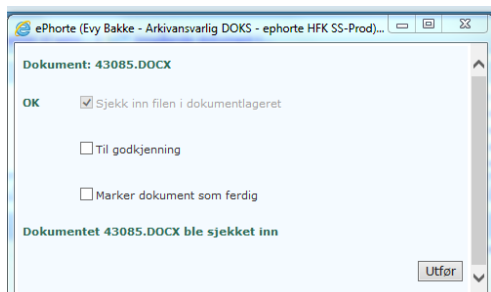 ePhorte (Evy Bakke - Arkivansvarlig DOKS - ephorte HFK SS-Prod)...
Dokument: 43085.DOCX
OK Sjekk inn filen i dokumentlageret
Til godkjenning
Marker dokument som ferdig
Dokumentet 43085.DOCX ble sjekket inn
Utfør